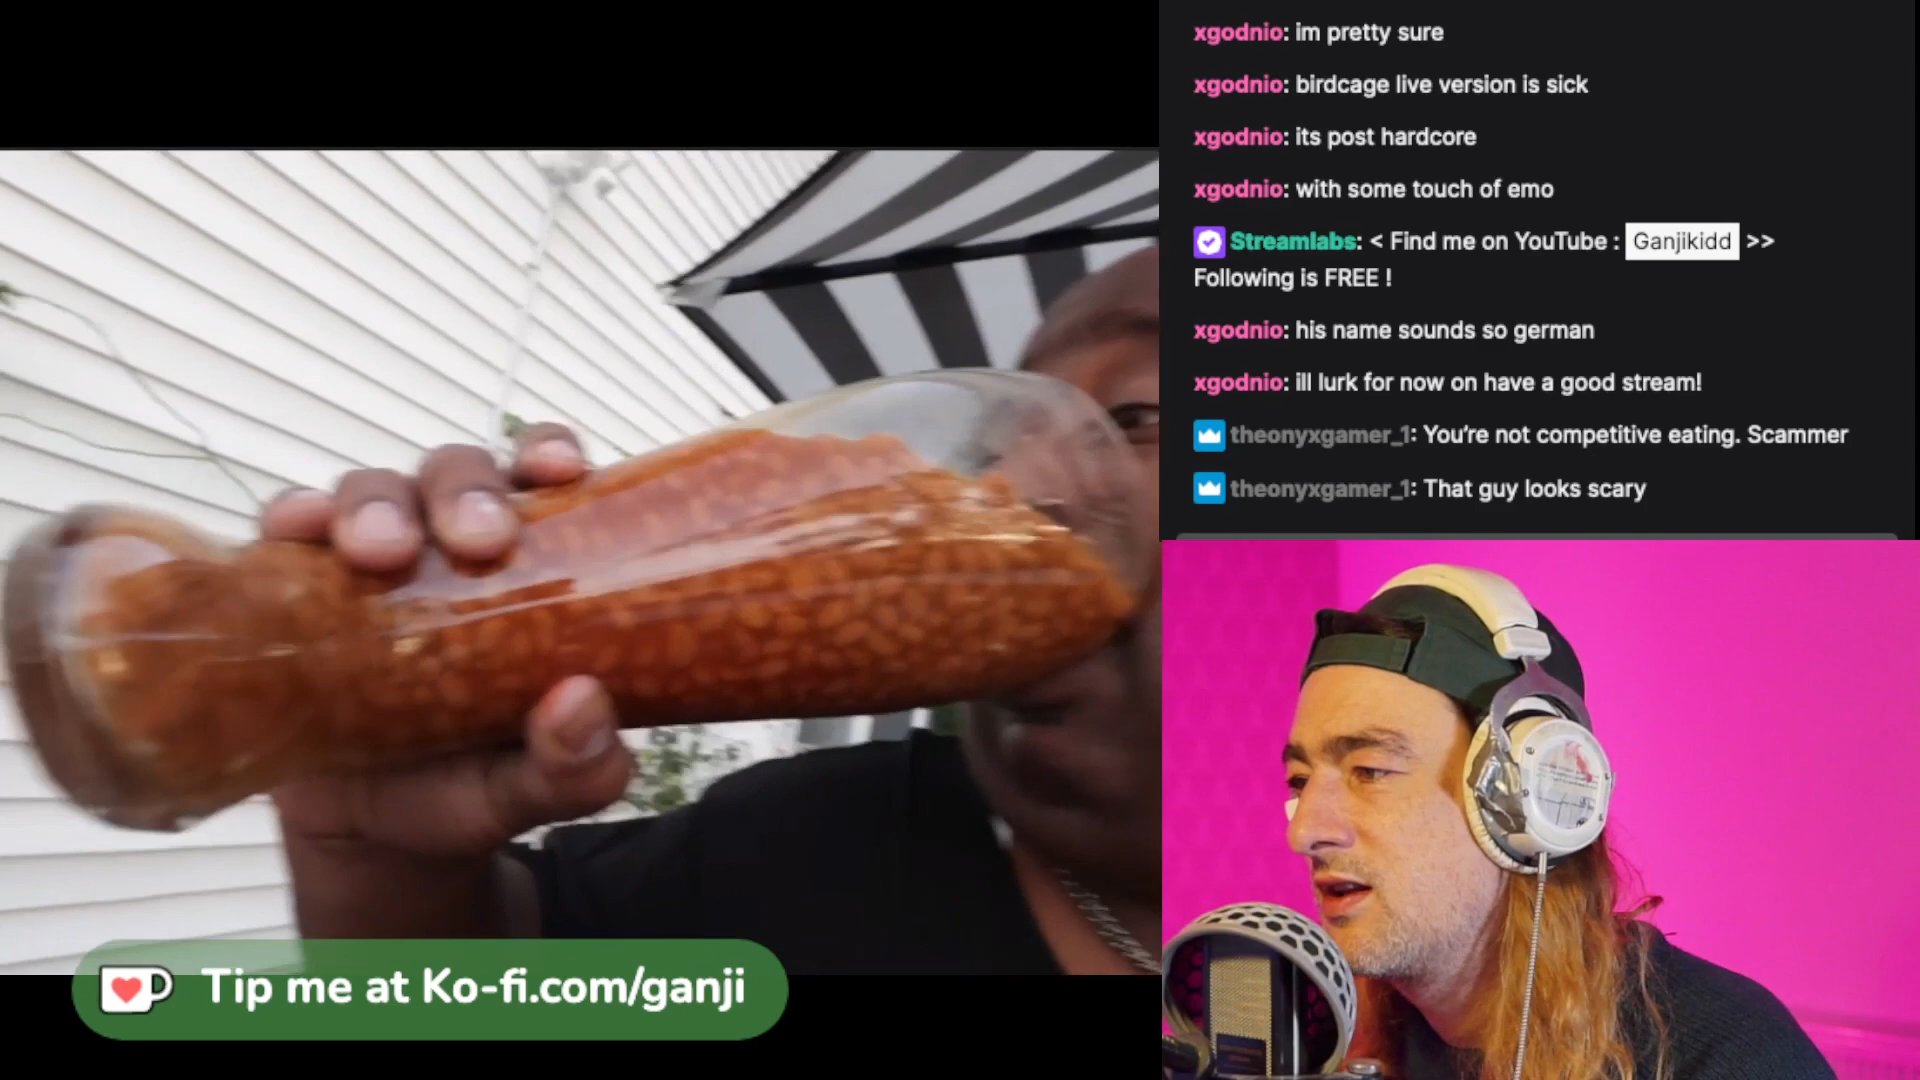 xgodnio: im pretty sure
xgodnio: birdcage live version is sick
xgodnio: its post hardcore
xgodnio: with some touch of emo
Streamlabs: < Find me on YouTube : Ganjikidd >>
Following is FREE !
xgodnio: his name sounds so german
xgodnio: ill lurk for now on have a good stream!
theonyxgamer_1: You're not competitive eating. Scammer
theonyxgamer_1: That guy looks scary
Tip me at Ko-fi.com/ganji